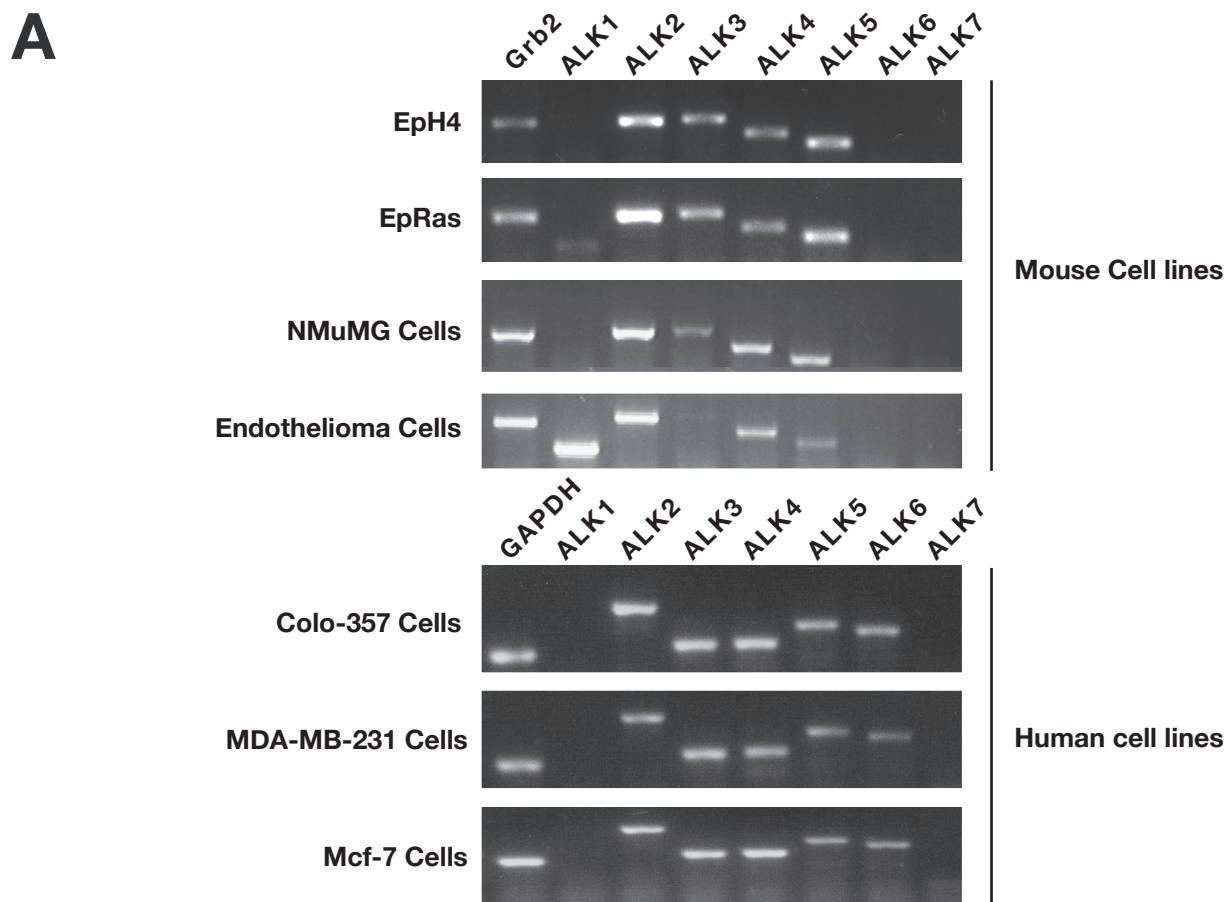 A
Grb2 ALK1 ALK2 ALK3 ALK4 ALK5 ALK6 ALK7
EpH4
EpRas
NMuMG Cells
Endothelioma Cells
Mouse Cell lines
GAPDH ALK1 ALK2 ALK3 ALK4 ALK5 ALK6 ALK7
Colo-357 Cells
MDA-MB-231 Cells
Mcf-7 Cells
Human cell lines